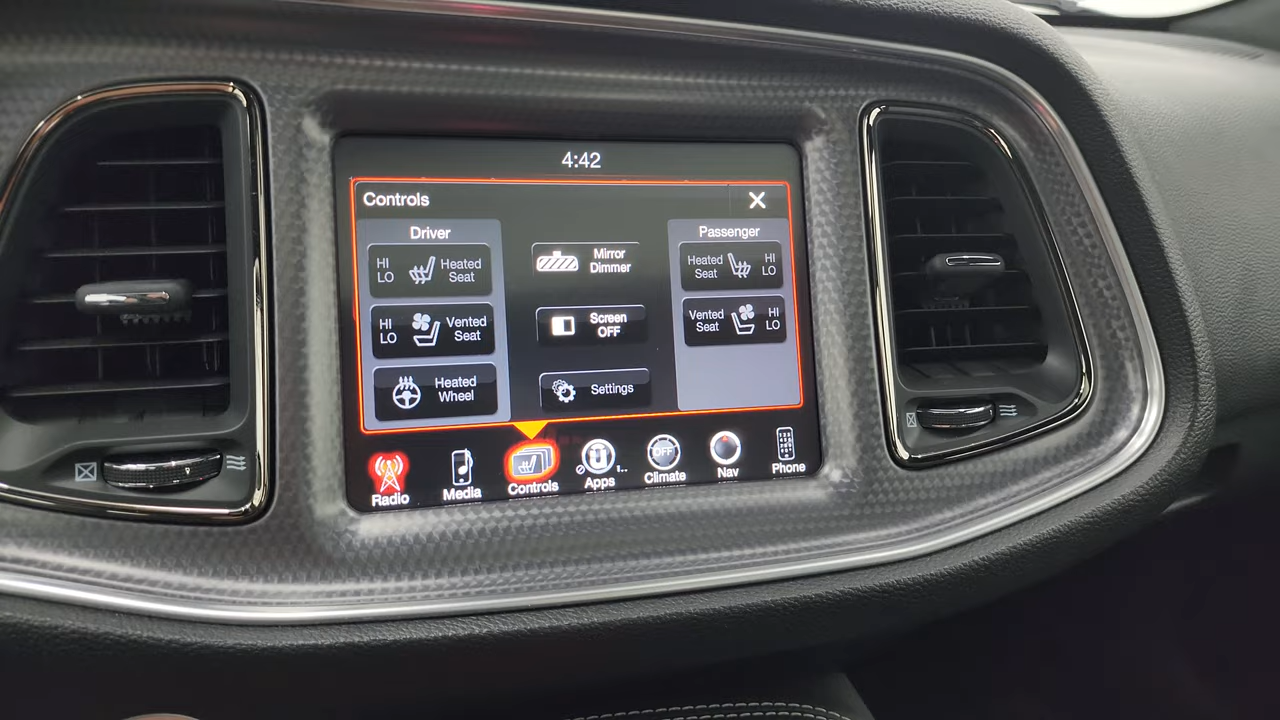 4:42
Controls
Driver
HI
LO
Heated
Seat
HI
LO
Vented
Seat
Heated
Wheel
Mirror
Dimmer
Screen
OFF
Settings
Passenger
Heated
Seat
HI
LO
Vented
Seat
HI
LO
Radio
Media
Controls
Apps
OFF
Climate
Nav
Phone